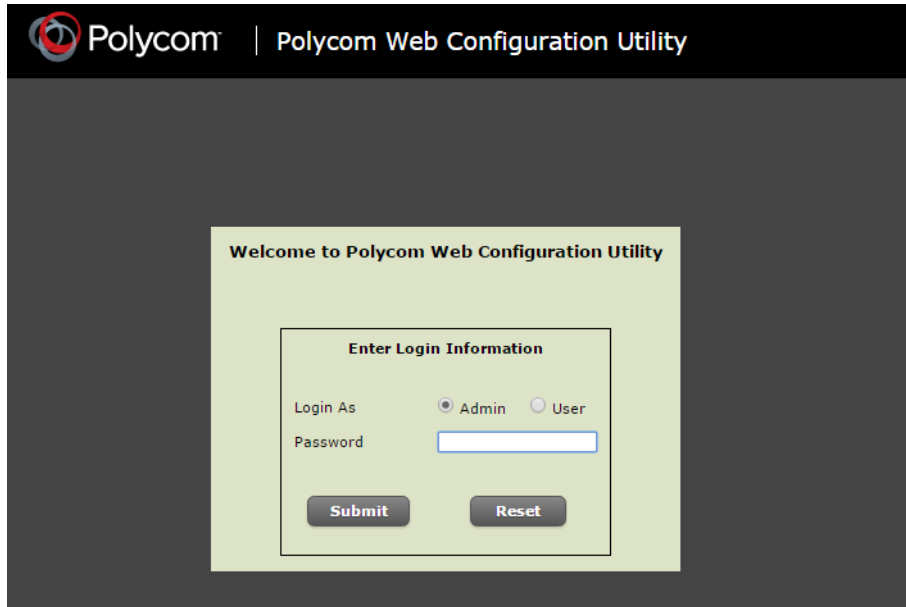 Polycom | Polycom Web Configuration Utility
Welcome to Polycom Web Configuration Utility
Enter Login Information
Login As Admin User
Password
Submit Reset